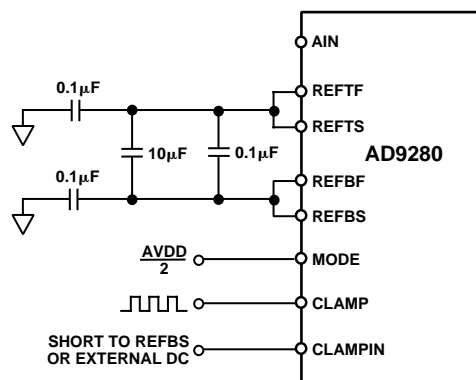 AIN
0.1µF
REFTF
REFTS
10µF
0.1µF
AD9280
0.1µF
REFBF
REFBS
AVDD
2
MODE
CLAMP
SHORT TO REFBS
OR EXTERNAL DC
CLAMPIN